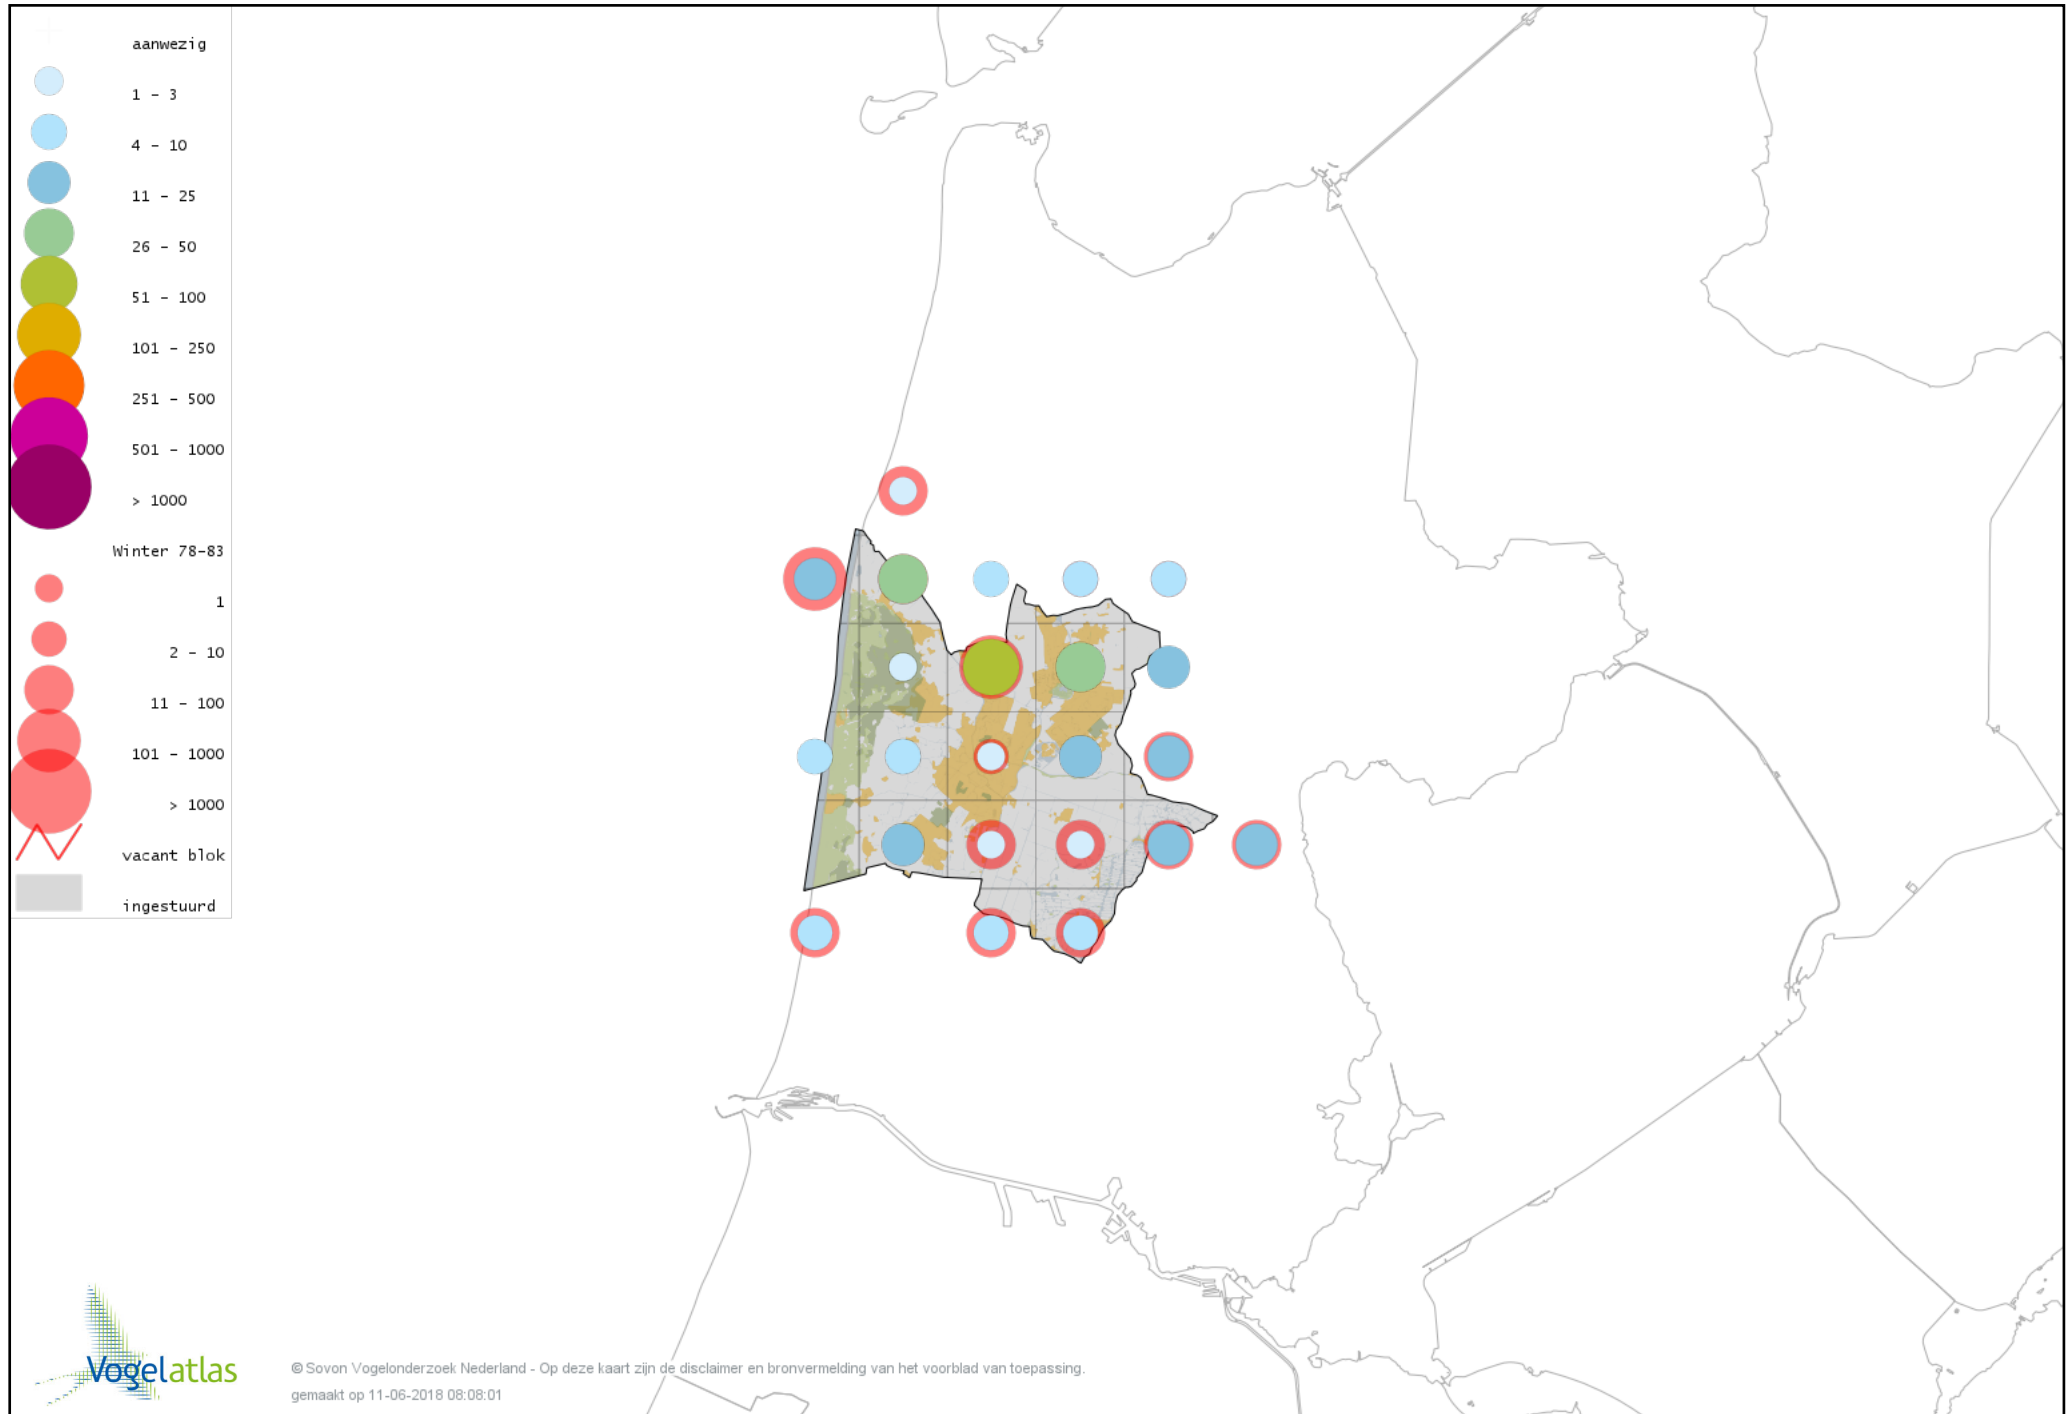 aanwezig
1 - 3
4 - 10
11 - 25
26 - 50
51 - 100
101 - 250
251 - 500
501 - 1000
> 1000
Winter 78-83
1
2 - 10
11 - 100
101 - 1000
> 1000
vacant blok
ingestuurd
Vogelatlas
© Sovon Vogelonderzoek Nederland - Op deze kaart zijn de disclaimer en bronvermelding van het voorblad van toepassing.
gemaakt op 11-06-2018 08:08:01